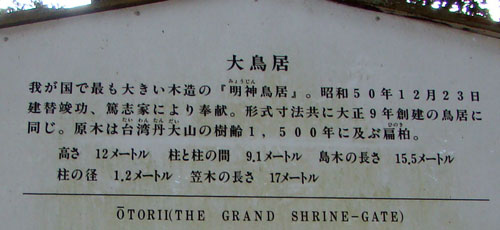 大鳥居
我が国で最も大きい木造の『明神鳥居』。昭和50年12月23日
建替竣功、篤志家により奉献。形式寸法共に大正9年創建の鳥居に
同じ。原木は台湾丹大山の樹齢1,500年に及ぶ扁柏。
高さ 12メートル 柱と柱の間 9.1メートル 島木の長さ 15.5メートル
柱の径 1.2メートル 笠木の長さ 17メートル
ŌTORII(THE GRAND SHRINE-GATE)